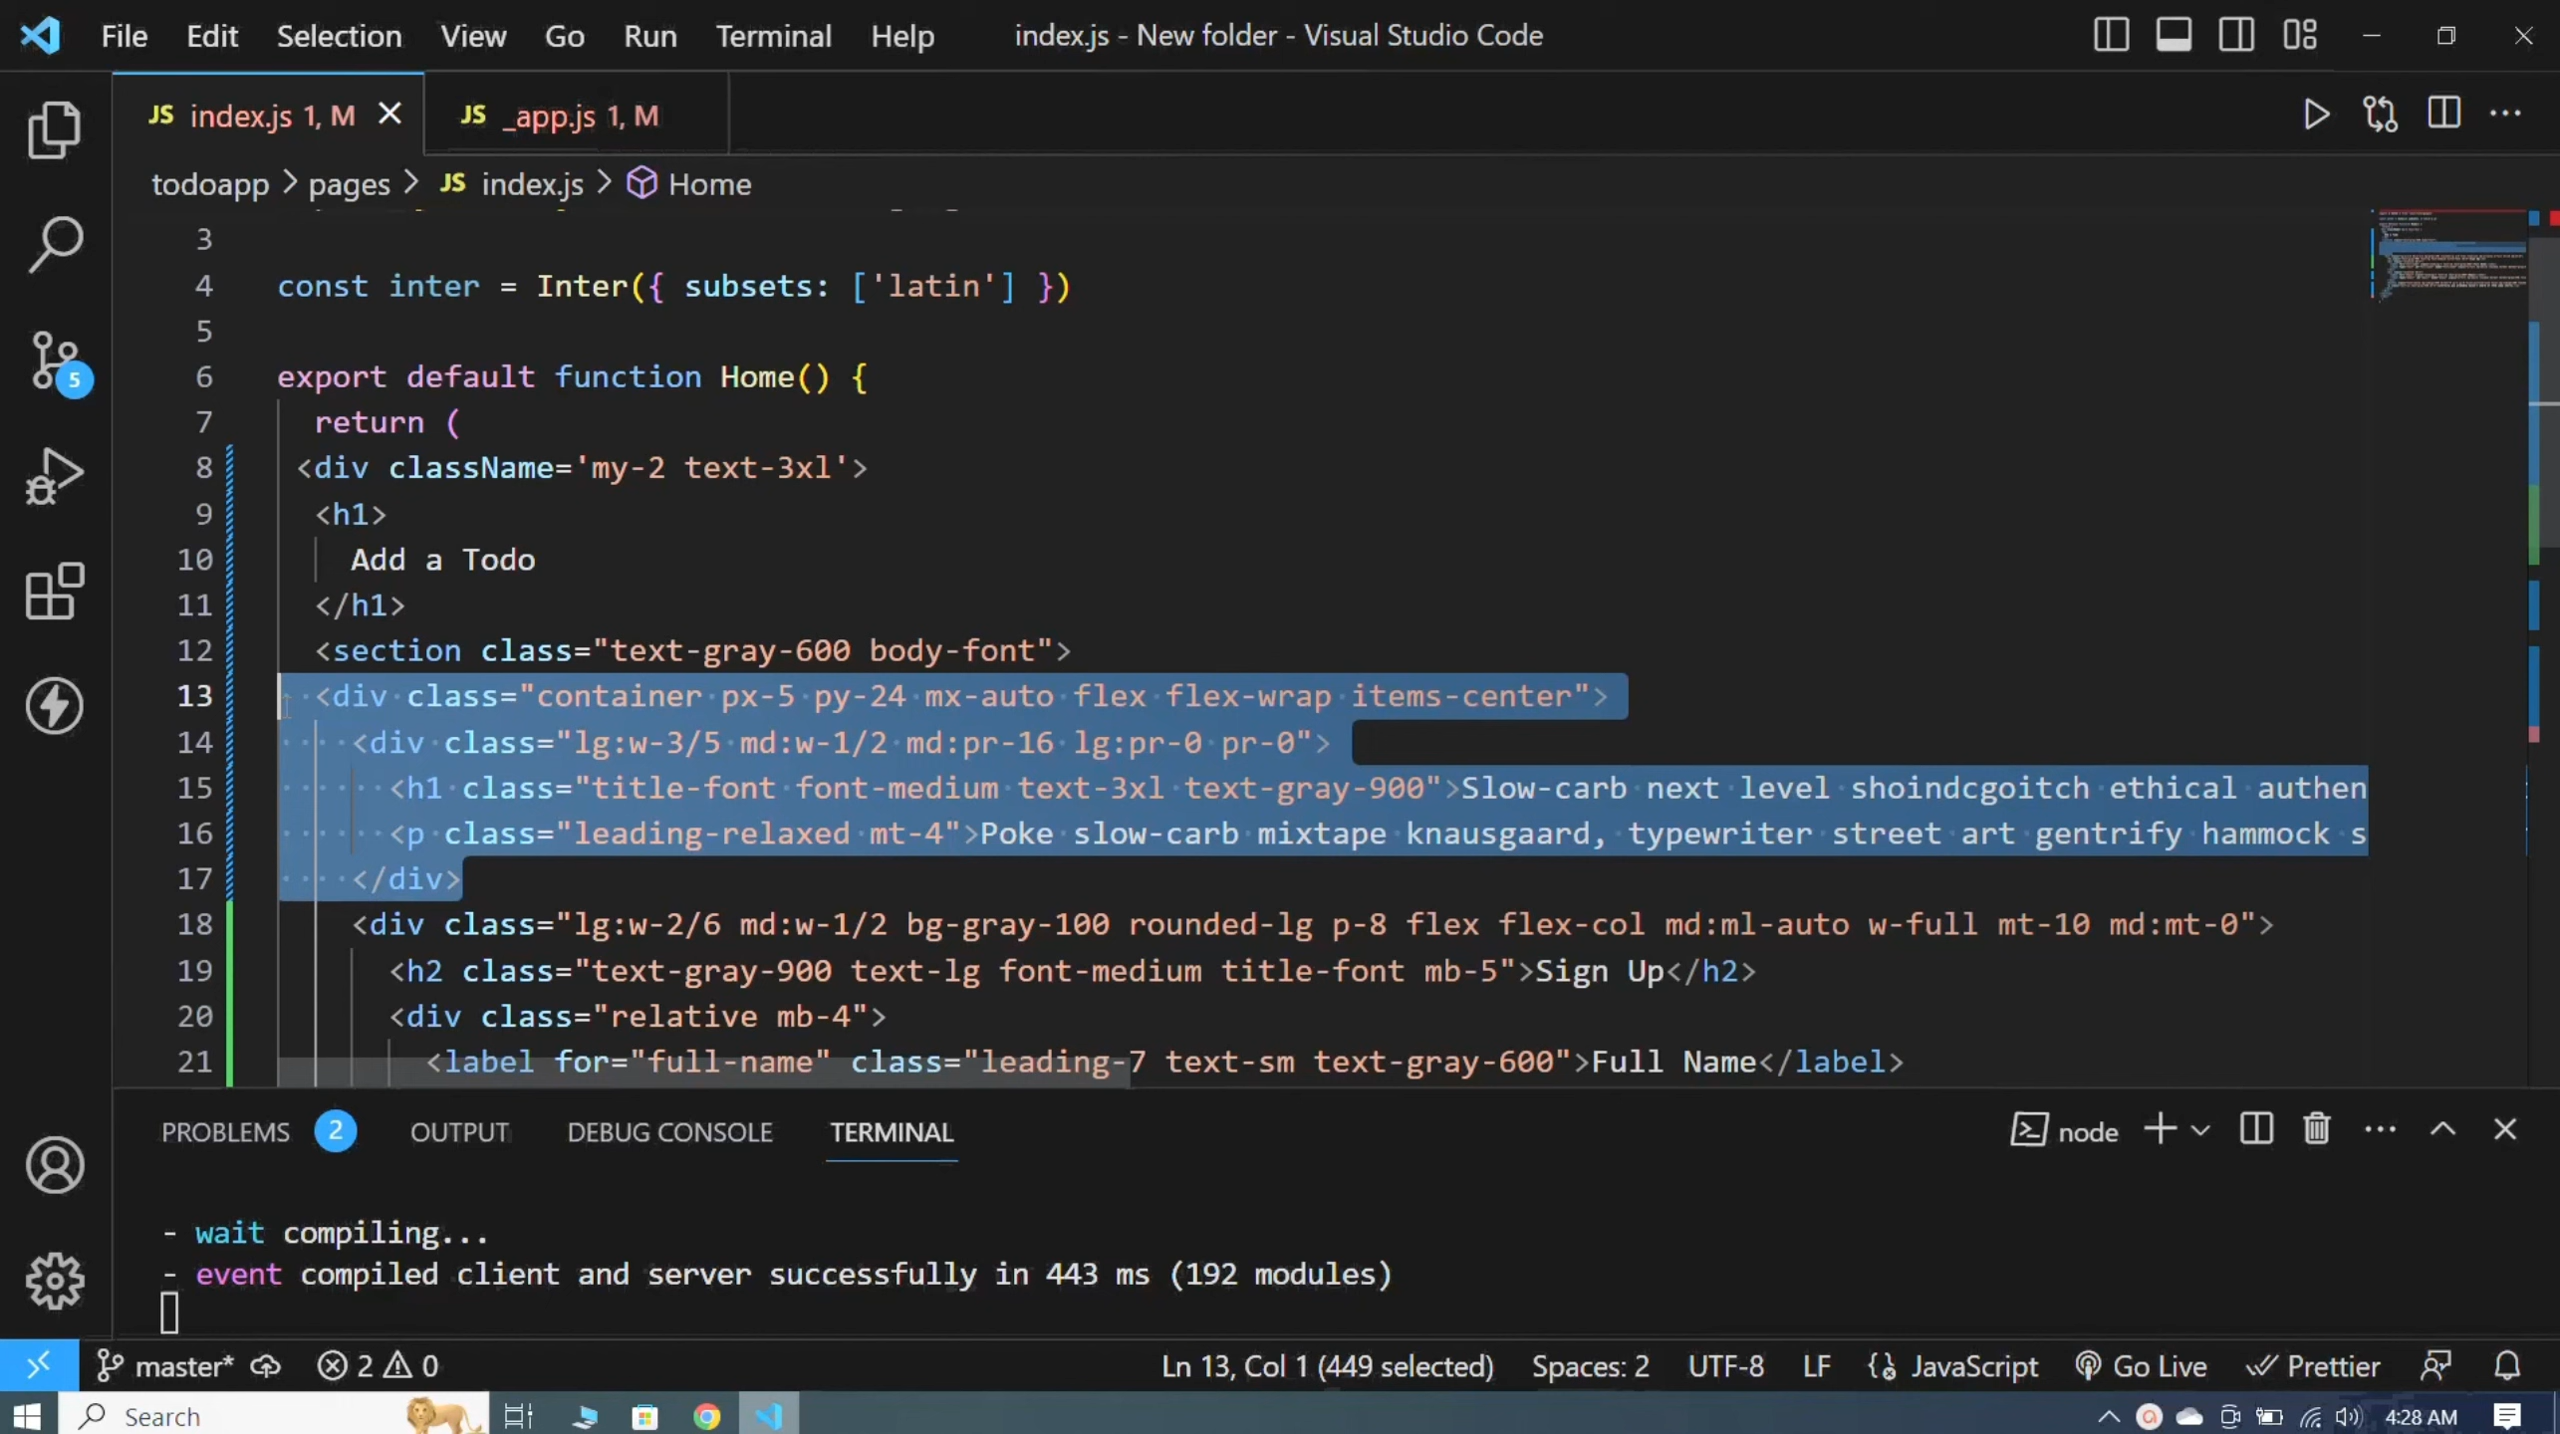 File Edit Selection View Go Run Terminal Help index.js - New folder - Visual Studio Code
JS index.js 1, M JS _app.js 1, M
todoapp > pages > JS index.js > Home
3
4 const inter = Inter({ subsets: ['latin'] })
5
6 export default function Home() {
7 return (
8 <div className='my-2 text-3xl'>
9 <h1>
10 Add a Todo
11 </h1>
12 <section class="text-gray-600 body-font">
13 <div class="container px-5 py-24 mx-auto flex flex-wrap items-center">
14 <div class="lg:w-3/5 md:w-1/2 md:pr-16 lg:pr-0 pr-0">
15 <h1 class="title-font font-medium text-3xl text-gray-900">Slow-carb next level shoindcgoitch ethical authen
16 <p class="leading-relaxed mt-4">Poke slow-carb mixtape knausgaard, typewriter street art gentrify hammock s
17 </div>
18 <div class="lg:w-2/6 md:w-1/2 bg-gray-100 rounded-lg p-8 flex flex-col md:ml-auto w-full mt-10 md:mt-0">
19 <h2 class="text-gray-900 text-lg font-medium title-font mb-5">Sign Up</h2>
20 <div class="relative mb-4">
21 <label for="full-name" class="leading-7 text-sm text-gray-600">Full Name</label>
5
PROBLEMS 2 OUTPUT DEBUG CONSOLE TERMINAL node
- wait compiling...
- event compiled client and server successfully in 443 ms (192 modules)
master* 2 0 Ln 13, Col 1 (449 selected) Spaces: 2 UTF-8 LF JavaScript Go Live Prettier
Search 4:28 AM